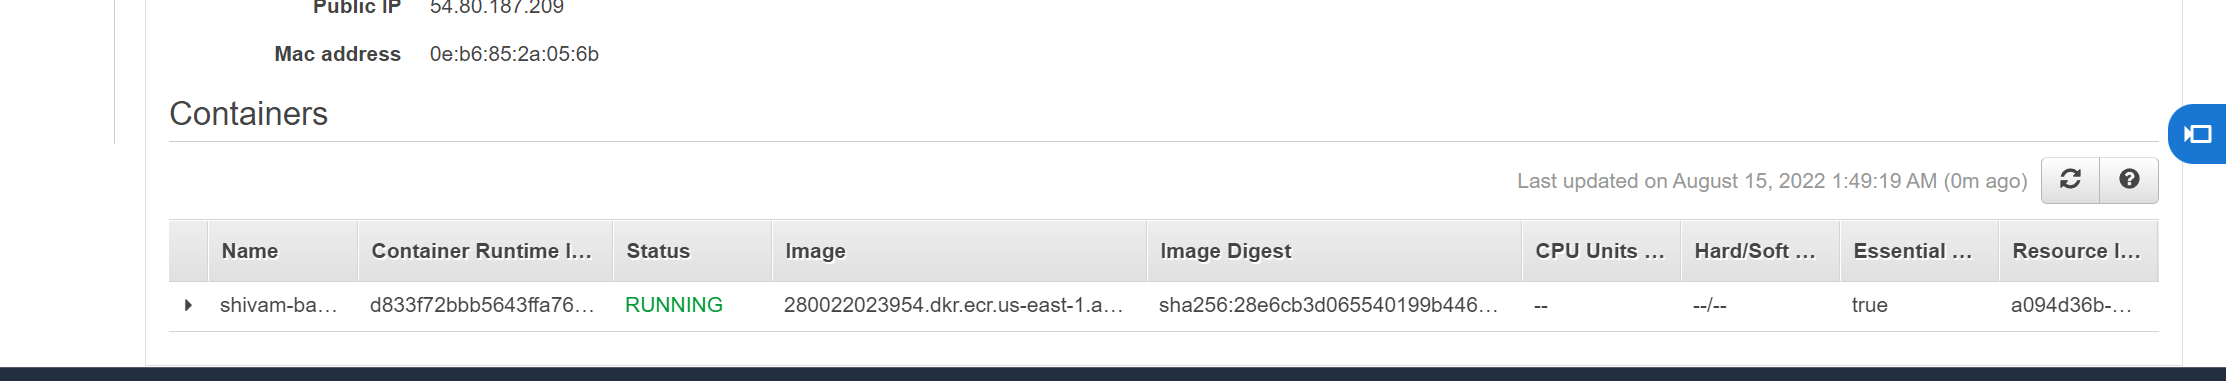 Public IP 54.80.187.209
Mac address 0e:b6:85:2a:05:6b
Containers
Last updated on August 15, 2022 1:49:19 AM (0m ago)
Name Container Runtime I... Status Image Image Digest CPU Units ... Hard/Soft ... Essential ... Resource I...
shivam-ba... d833f72bbb5643ffa76... RUNNING 280022023954.dkr.ecr.us-east-1.a... sha256:28e6cb3d065540199b446... -- --/-- true a094d36b-...